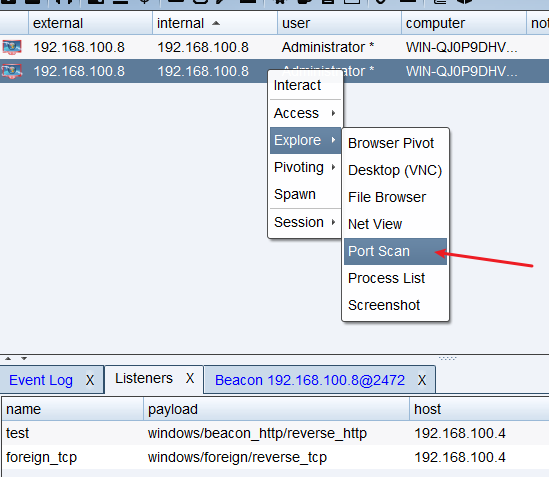 external internal user computer not
192.168.100.8 192.168.100.8 Administrator * WIN-QJ0P9DHV...
192.168.100.8 192.168.100.8 Administrator * WIN-QJ0P9DHV...
Interact
Access
Explore
Pivoting
Spawn
Session
Browser Pivot
Desktop (VNC)
File Browser
Net View
Port Scan
Process List
Screenshot
Event Log X Listeners X Beacon 192.168.100.8@2472 X
name payload host
test windows/beacon_http/reverse_http 192.168.100.4
foreign_tcp windows/foreign/reverse_tcp 192.168.100.4